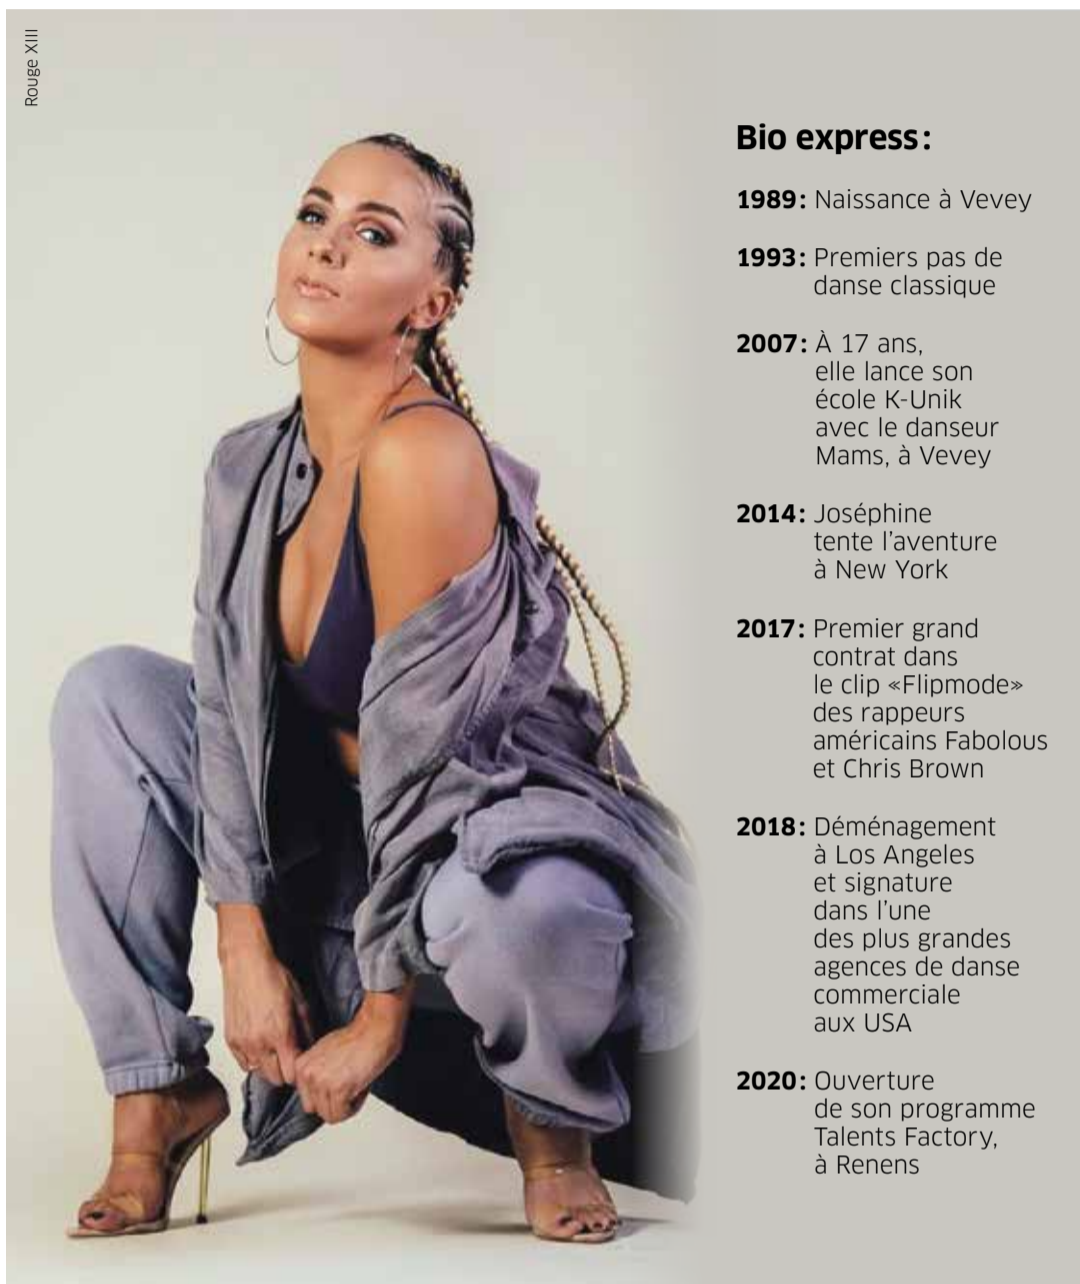 Rouge XIII
Bio express:
1989: Naissance à Vevey
1993: Premiers pas de
danse classique
2007: À 17 ans,
elle lance son
école K-Unik
avec le danseur
Mams, à Vevey
2014: Joséphine
tente l'aventure
à New York
2017: Premier grand
contrat dans
le clip «Flipmode»
des rappeurs
américains Fabolous
et Chris Brown
2018: Déménagement
à Los Angeles
et signature
dans l'une
des plus grandes
agences de danse
commerciale
aux USA
2020: Ouverture
de son programme
Talents Factory,
à Renens